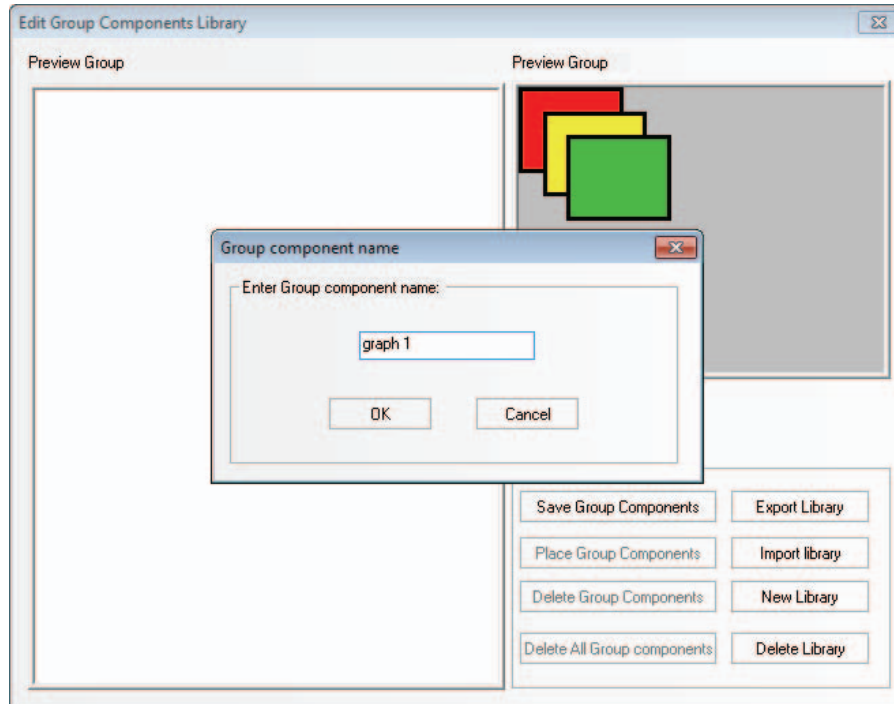 Edit Group Components Library
Preview Group
Preview Group
Group component name
Enter Group component name:
graph 1
OK
Cancel
Save Group Components
Export Library
Place Group Components
Import library
Delete Group Components
New Library
Delete All Group components
Delete Library